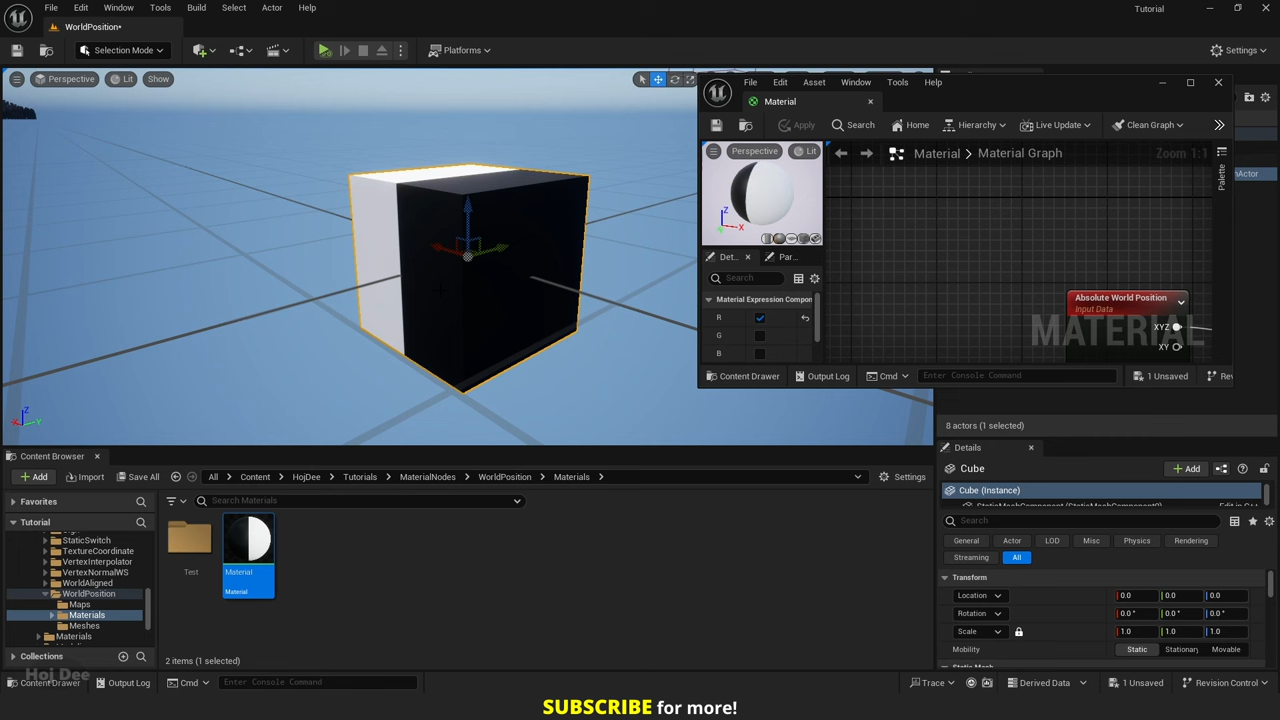 File Edit Window Tools Build Select Actor Help
Tutorial
WorldPosition•
Selection Mode
Platforms
Settings
Perspective Lit Show
File Edit Asset Window Tools Help
Material
Apply Search Home Hierarchy Live Update Clean Graph
Perspective Lit
Material > Material Graph
Zoom 1:1
Palette
Z
X
Det...
Par...
Search
Material Expression Compo
R
G
B
Absolute World Position
Input Data
XYZ
XY
MATERIAL
Content Drawer Output Log Cmd Enter Console Command 1 Unsaved Rev
Z
X
Y
nActor
8 actors (1 selected)
Content Browser
Add Import Save All All > Content > HojDee > Tutorials > MaterialNodes > WorldPosition > Materials > Settings
Favorites
Tutorial
StaticSwitch
TextureCoordinate
VertexInterpolator
VertexNormalWS
WorldAligned
WorldPosition
Maps
Materials
Meshes
Materials
Collections
Search Materials
Test
Material
Material
2 items (1 selected)
Details
Cube
Add
Cube (Instance)
Search
General Actor LOD Misc Physics Rendering
Streaming All
Transform
Location 0.0 0.0 0.0
Rotation 0.0 ° 0.0 ° 0.0 °
Scale 1.0 1.0 1.0
Mobility Static Stationary Movable
Hoj Dee
Content Drawer Output Log Cmd Enter Console Command Trace Derived Data 1 Unsaved Revision Control
SUBSCRIBE for more!